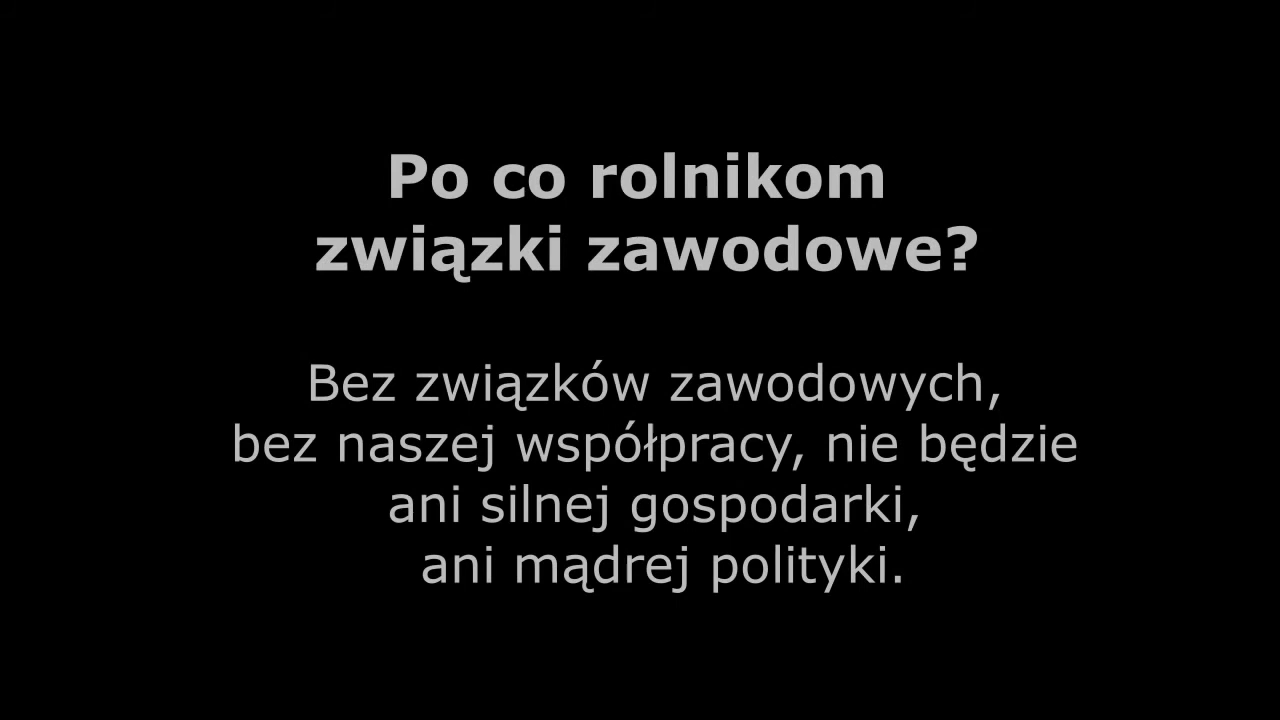 Po co rolnikom
związki zawodowe?
Bez związków zawodowych,
bez naszej współpracy, nie będzie
ani silnej gospodarki,
ani mądrej polityki.